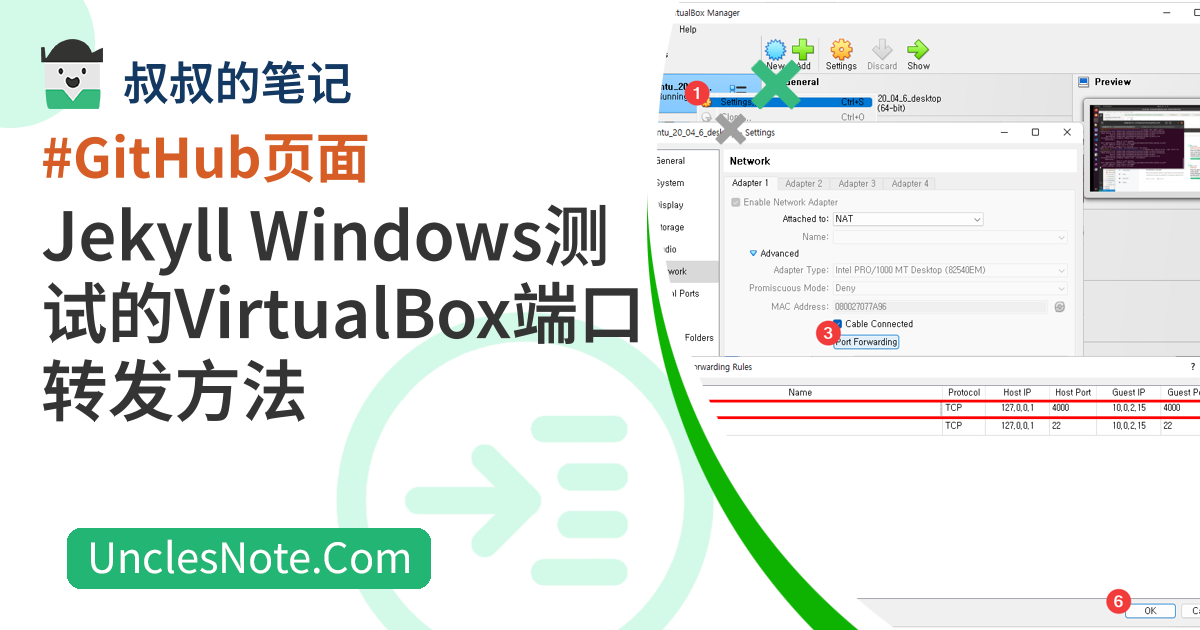 叔叔的笔记
#GitHub页面
Jekyll Windows测
试的VirtualBox端口
转发方法
UnclesNote.Com
VirtualBox Manager
Help
New Add Settings Discard Show
General
Preview
1
Settings... Ctrl+S
Ctrl+O
20_04_6_desktop
(64-bit)
Settings
General
Network
System
Adapter 1 Adapter 2 Adapter 3 Adapter 4
Enable Network Adapter
Display
Attached to: NAT
Storage
Name:
Audio
Advanced
Network
Adapter Type: Intel PRO/1000 MT Desktop (82540EM)
Promiscuous Mode: Deny
MAC Address: 080027077A96
3
Cable Connected
Folders
Port Forwarding
Forwarding Rules
?
Name Protocol Host IP Host Port Guest IP Guest
TCP 127.0.0.1 4000 10.0.2.15 4000
TCP 127.0.0.1 22 10.0.2.15 22
6
OK